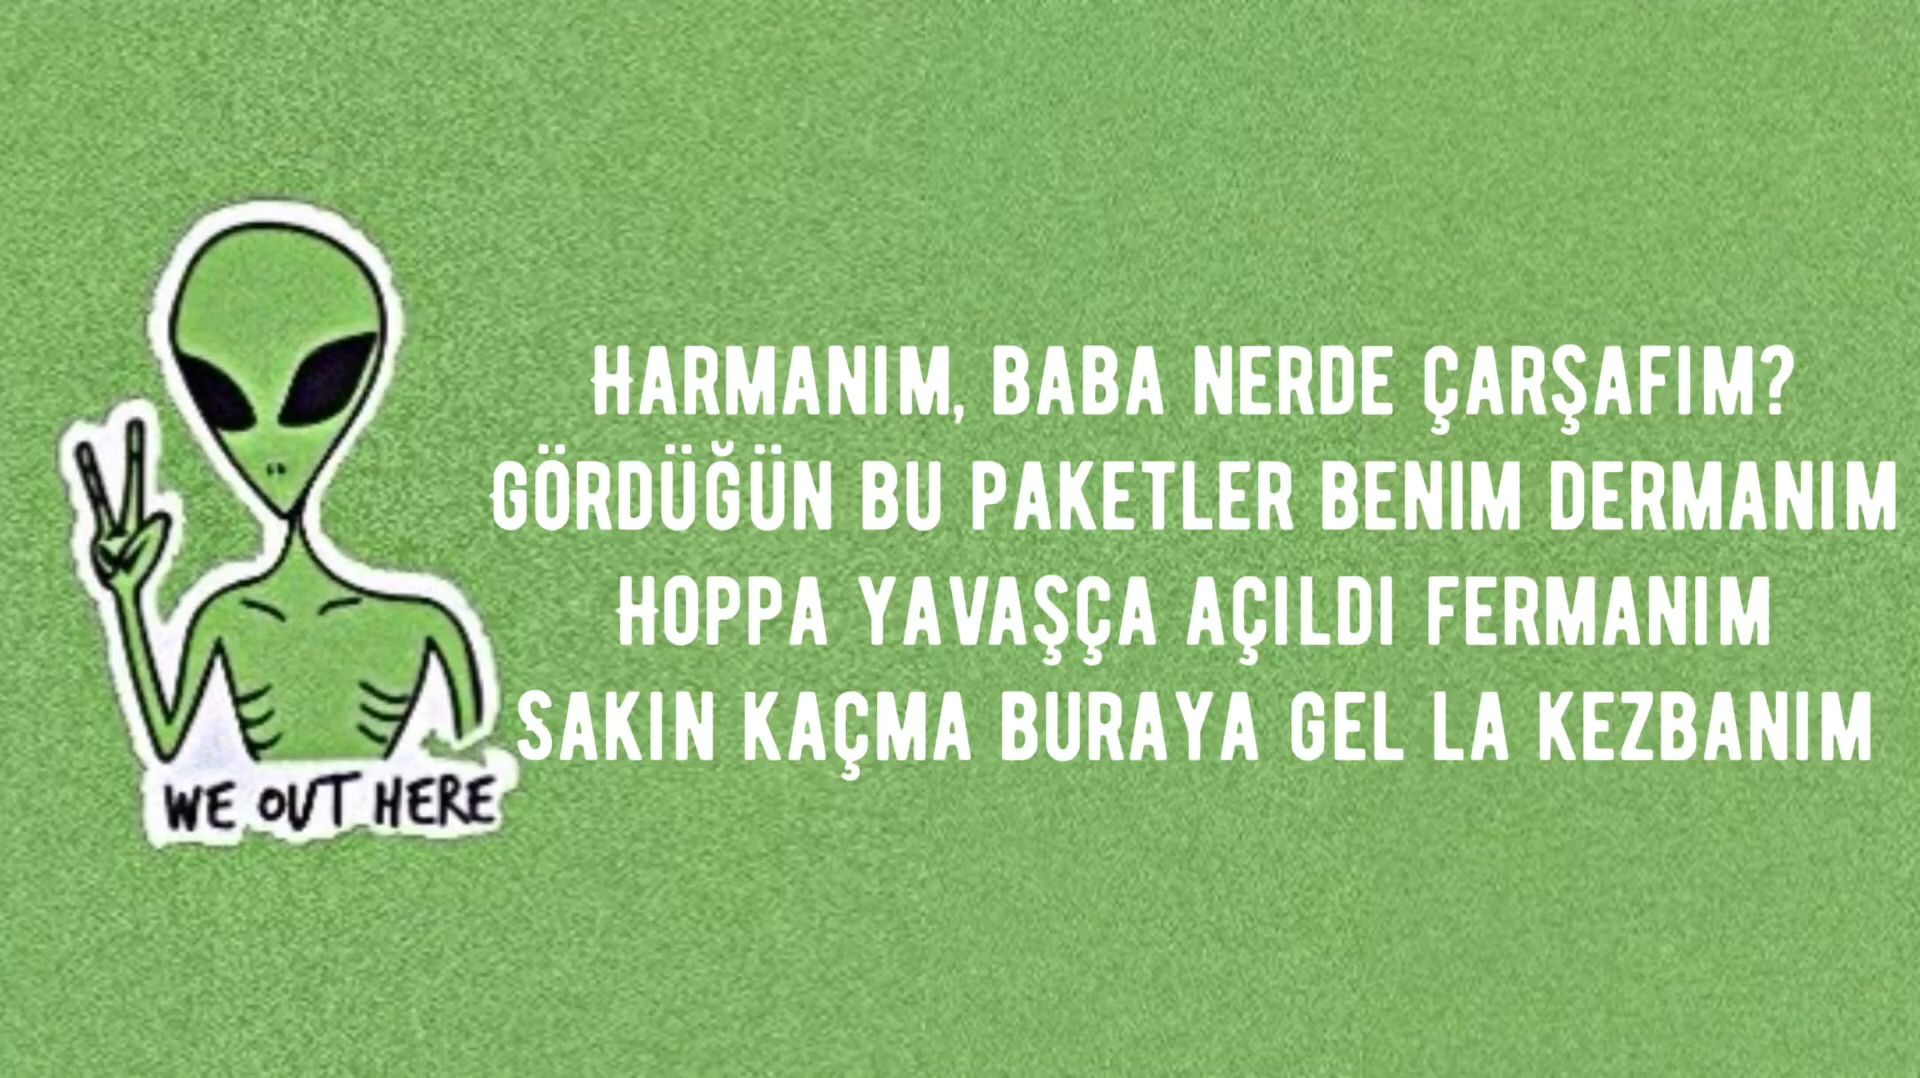 HARMANIM, BABA NERDE ÇARŞAFIM?
GÖRDÜĞÜN BU PAKETLER BENIM DERMANIM
HOPPA YAVAŞÇA AÇILDI FERMANIM
SAKIN KAÇMA BURAYA GEL LA KEZBANIM
WE OUT HERE